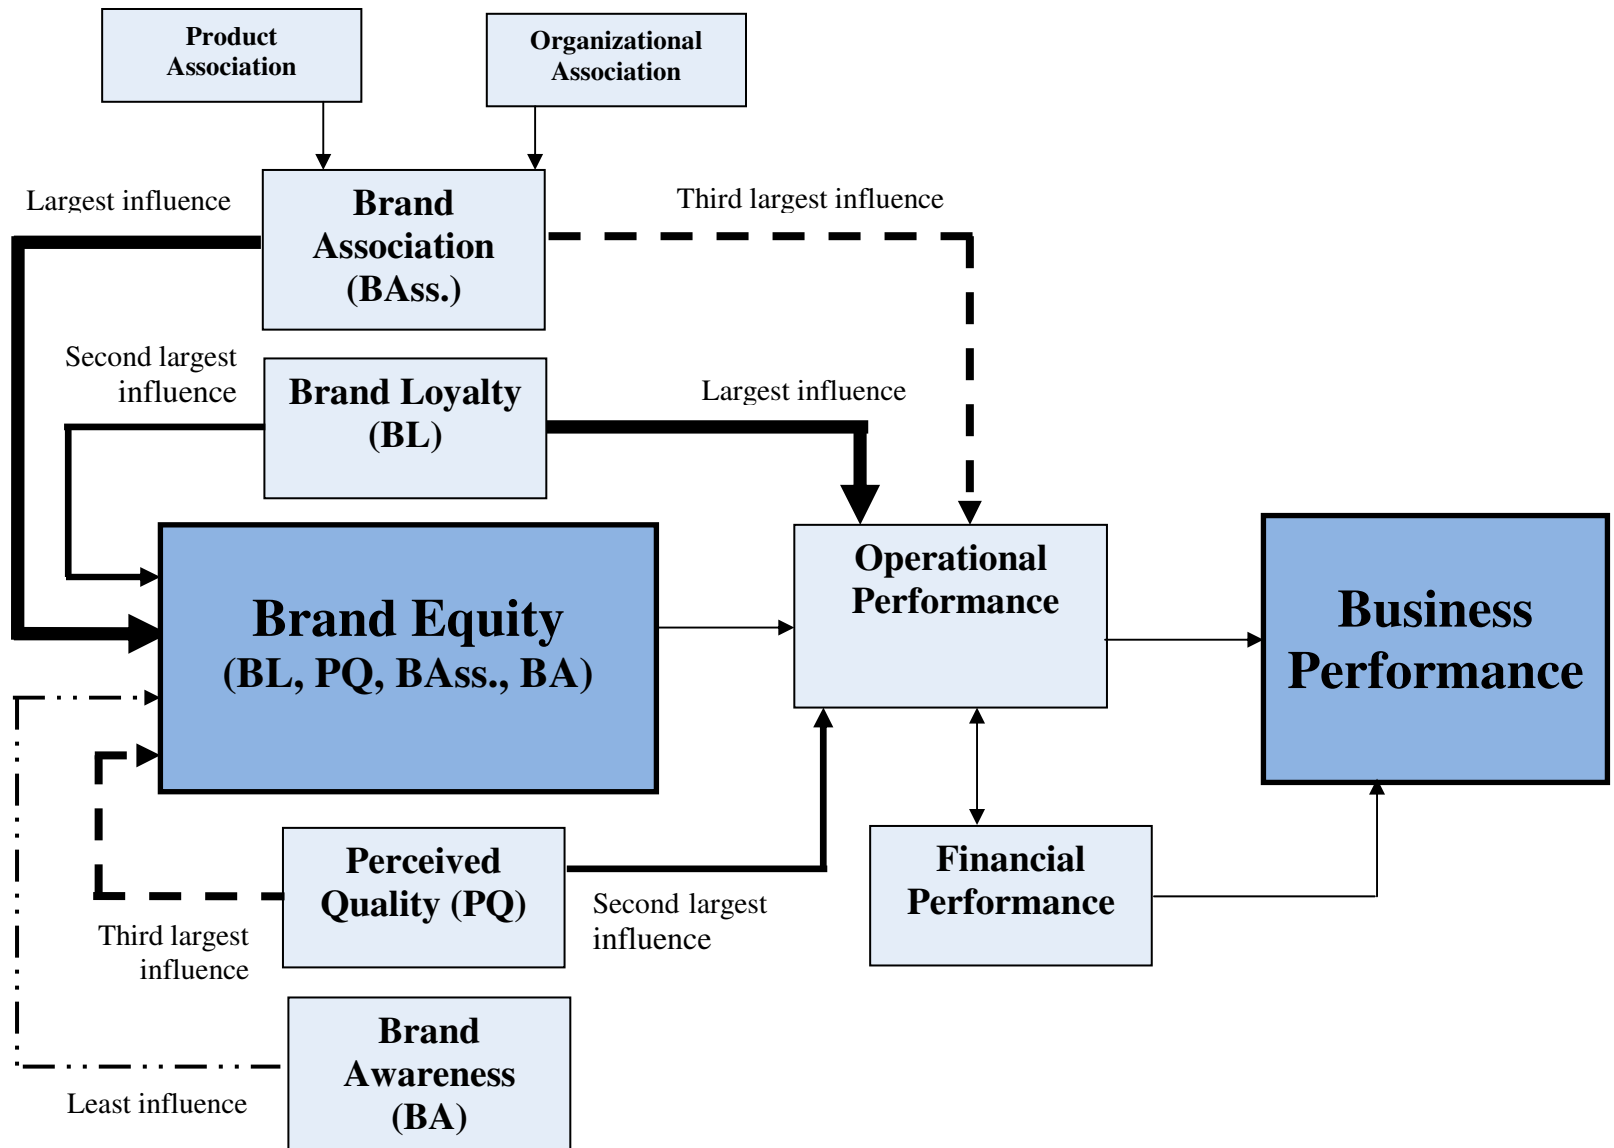 Product
Association
Organizational
Association
Largest influence
Brand
Association
(BAss.)
Third largest influence
Second largest
influence
Brand Loyalty
(BL)
Largest influence
Operational
Performance
Brand Equity
(BL, PQ, BAss., BA)
Business
Performance
Perceived
Quality (PQ)
Third largest
influence
Second largest
influence
Financial
Performance
Brand
Awareness
(BA)
Least influence